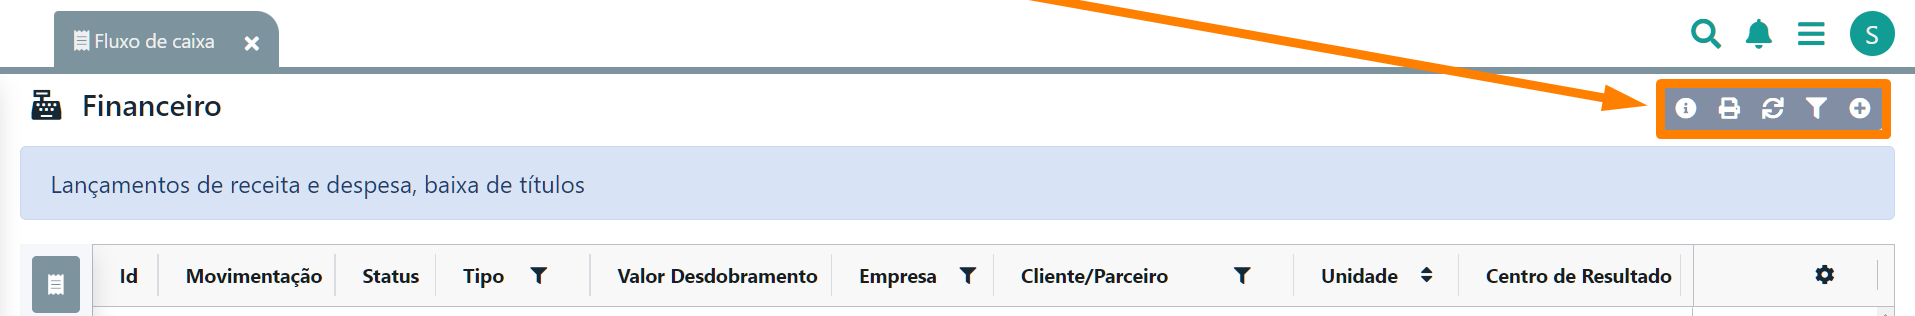 Fluxo de caixa
S
Financeiro
Lançamentos de receita e despesa, baixa de títulos
Id Movimentação Status Tipo Valor Desdobramento Empresa Cliente/Parceiro Unidade Centro de Resultado